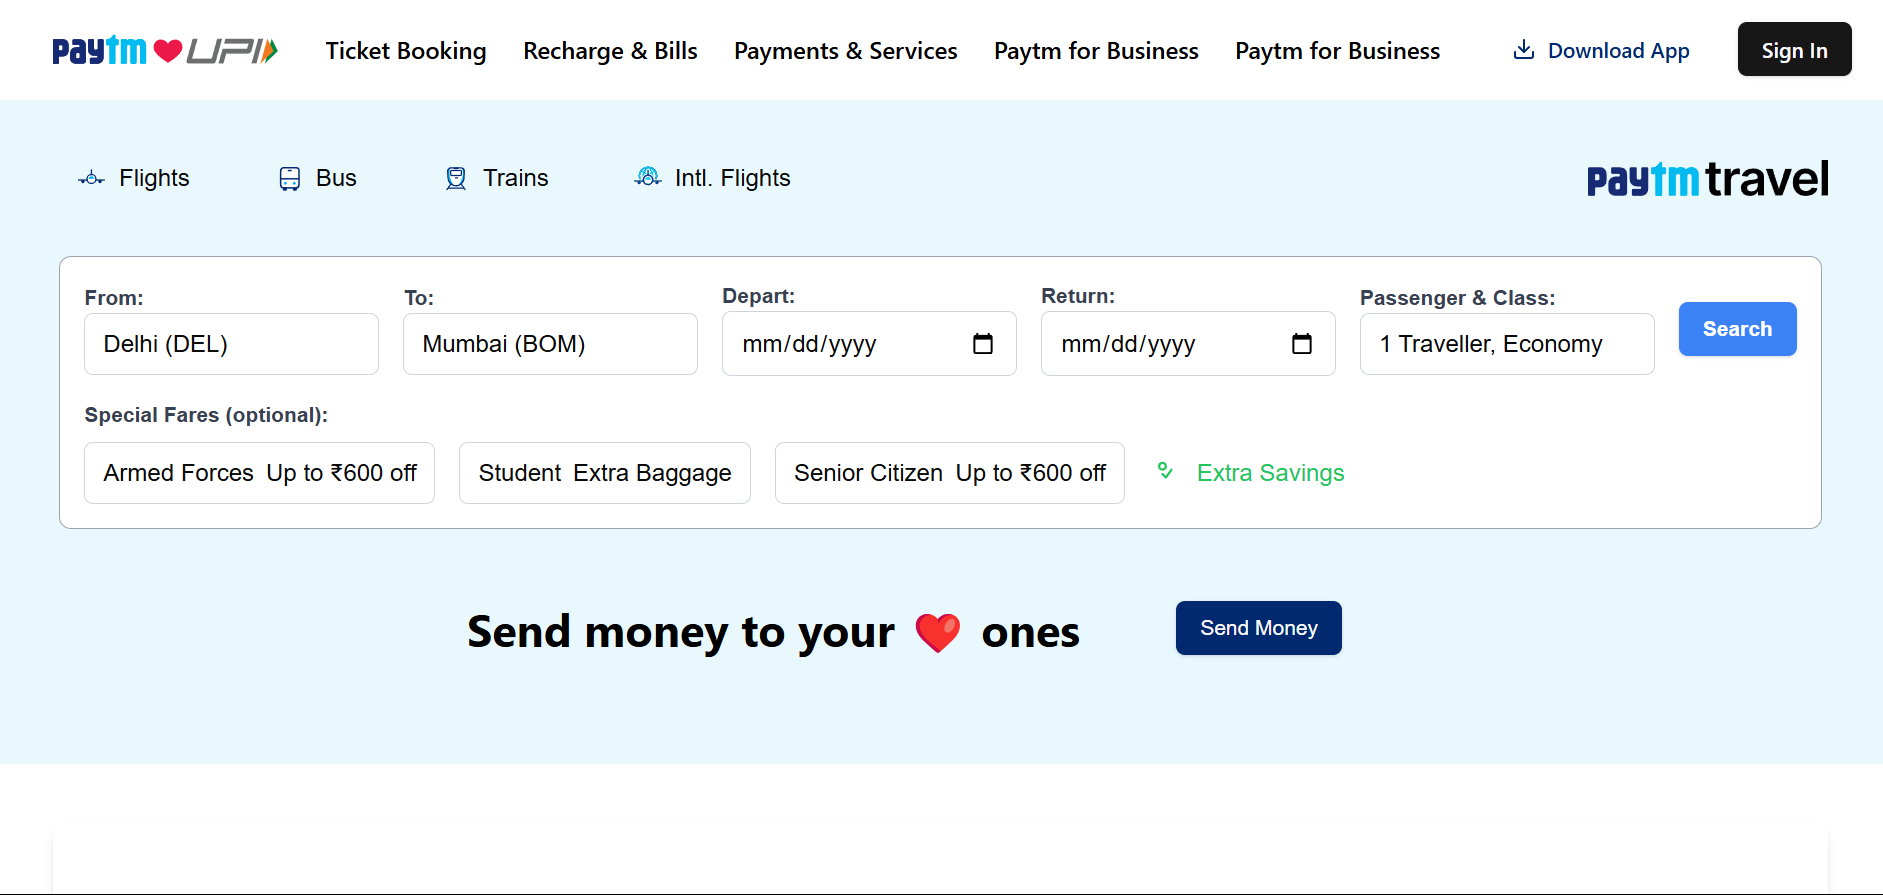 paytm UPI Ticket Booking Recharge & Bills Payments & Services Paytm for Business Paytm for Business Download App Sign In
Flights Bus Trains Intl. Flights paytm travel
From: To: Depart: Return: Passenger & Class:
Delhi (DEL) Mumbai (BOM) mm/dd/yyyy mm/dd/yyyy 1 Traveller, Economy Search
Special Fares (optional):
Armed Forces Up to ₹600 off Student Extra Baggage Senior Citizen Up to ₹600 off Extra Savings
Send money to your ❤️ ones Send Money